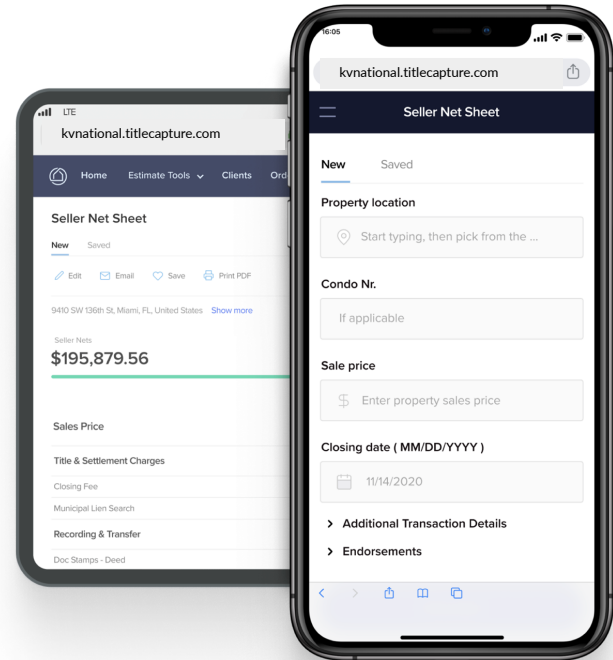 LTE
kvnational.titlecapture.com
Home Estimate Tools Clients
Seller Net Sheet
New Saved
Edit Email Save Print PDF
9410 SW 136th St, Miami, FL, United States Show more
Seller Nets
$195,879.56
Sales Price
Title & Settlement Charges
Closing Fee
Municipal Lien Search
Recording & Transfer
Doc Stamps - Deed
16:05
kvnational.titlecapture.com
Seller Net Sheet
New Saved
Property location
Start typing, then pick from the ...
Condo Nr.
If applicable
Sale price
$ Enter property sales price
Closing date ( MM/DD/YYYY )
11/14/2020
Additional Transaction Details
Endorsements